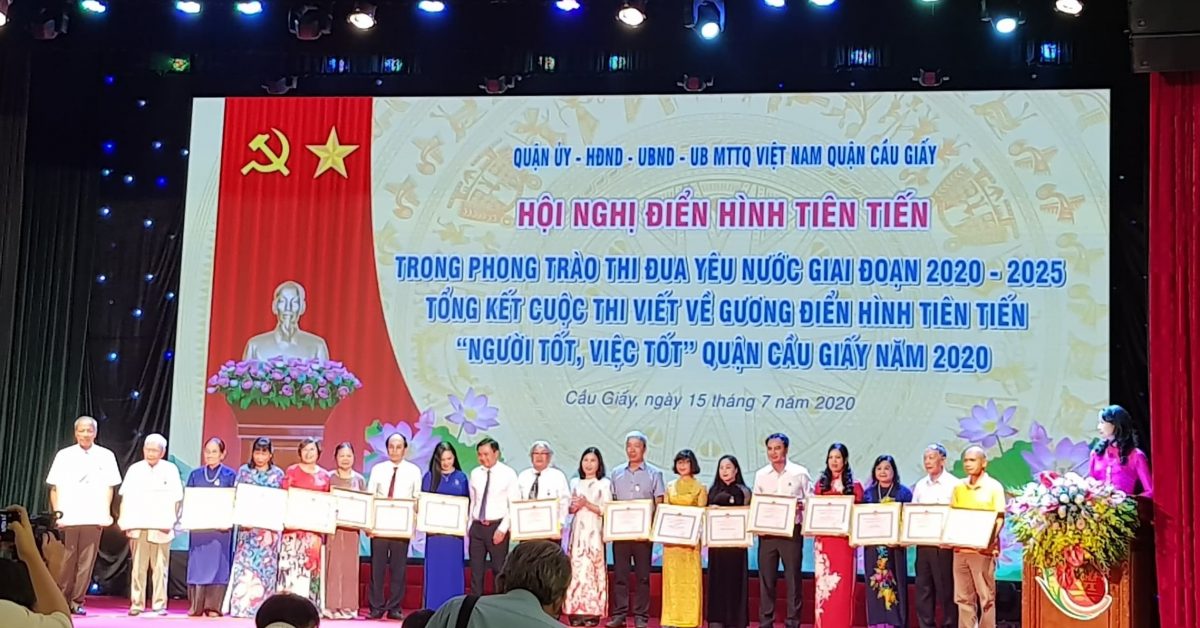 QUẬN ỦY - HĐND - UBND - UB MTTQ VIỆT NAM QUẬN CẦU GIẤY
HỘI NGHỊ ĐIỂN HÌNH TIÊN TIẾN
TRONG PHONG TRÀO THI ĐUA YÊU NƯỚC GIAI ĐOẠN 2020 - 2025
TỔNG KẾT CUỘC THI VIẾT VỀ GƯƠNG ĐIỂN HÌNH TIÊN TIẾN
“NGƯỜI TỐT, VIỆC TỐT” QUẬN CẦU GIẤY NĂM 2020
Cầu Giấy, ngày 15 tháng 7 năm 2020